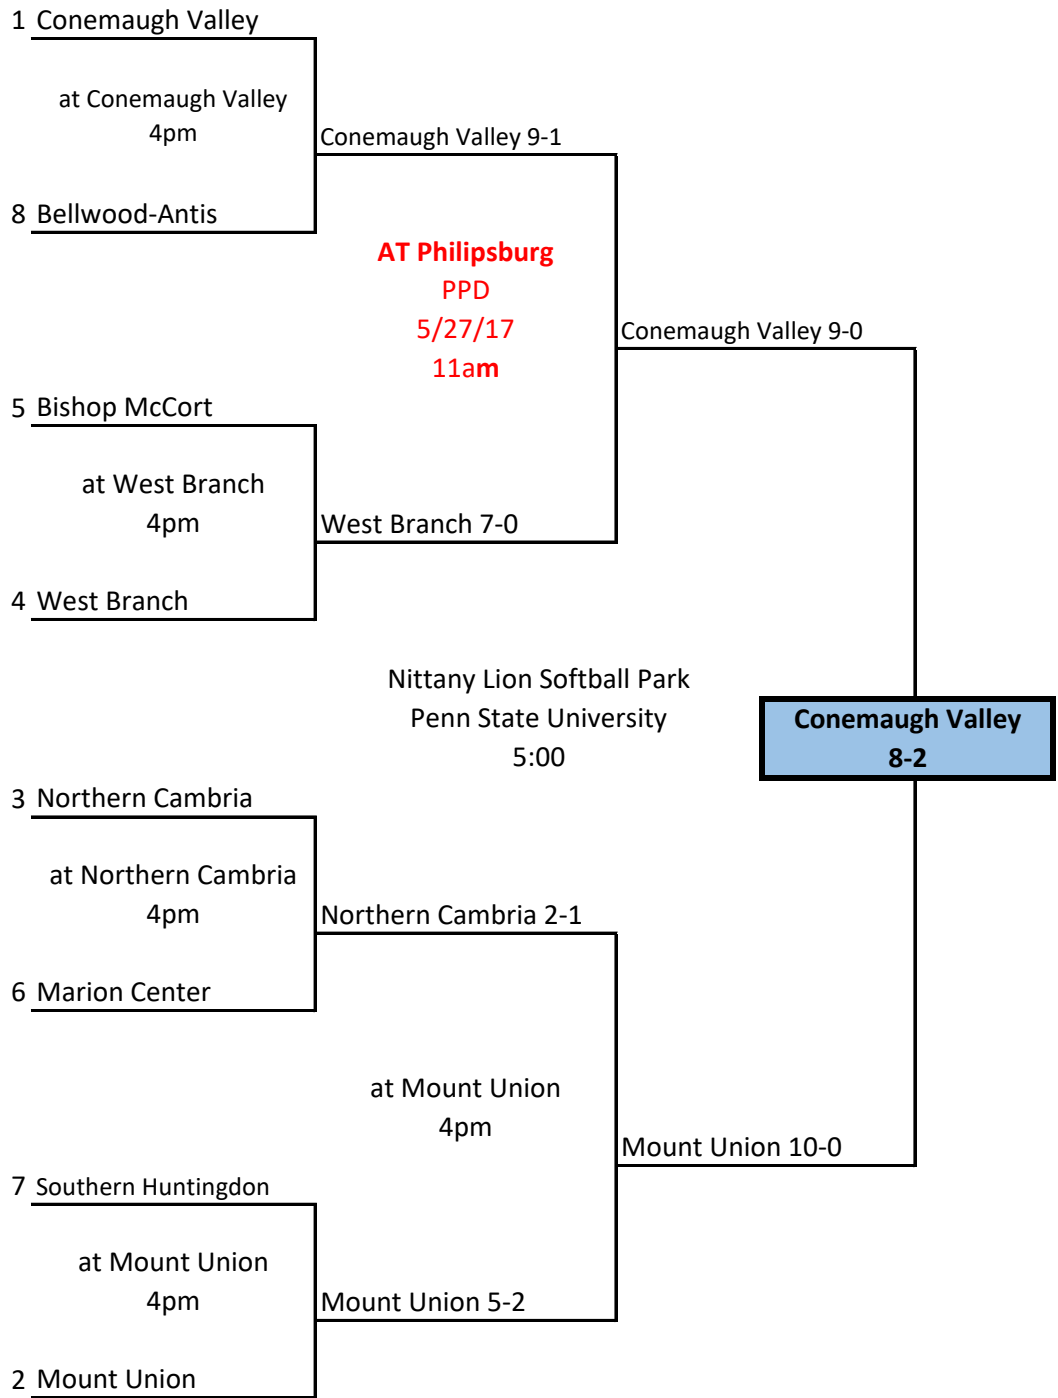 1 Conemaugh Valley
at Conemaugh Valley
4pm
Conemaugh Valley 9-1
8 Bellwood-Antis
AT Philipsburg
PPD
5/27/17
11am
Conemaugh Valley 9-0
5 Bishop McCort
at West Branch
4pm
West Branch 7-0
4 West Branch
Nittany Lion Softball Park
Penn State University
5:00
Conemaugh Valley
8-2
3 Northern Cambria
at Northern Cambria
4pm
Northern Cambria 2-1
6 Marion Center
at Mount Union
4pm
Mount Union 10-0
7 Southern Huntingdon
at Mount Union
4pm
Mount Union 5-2
2 Mount Union